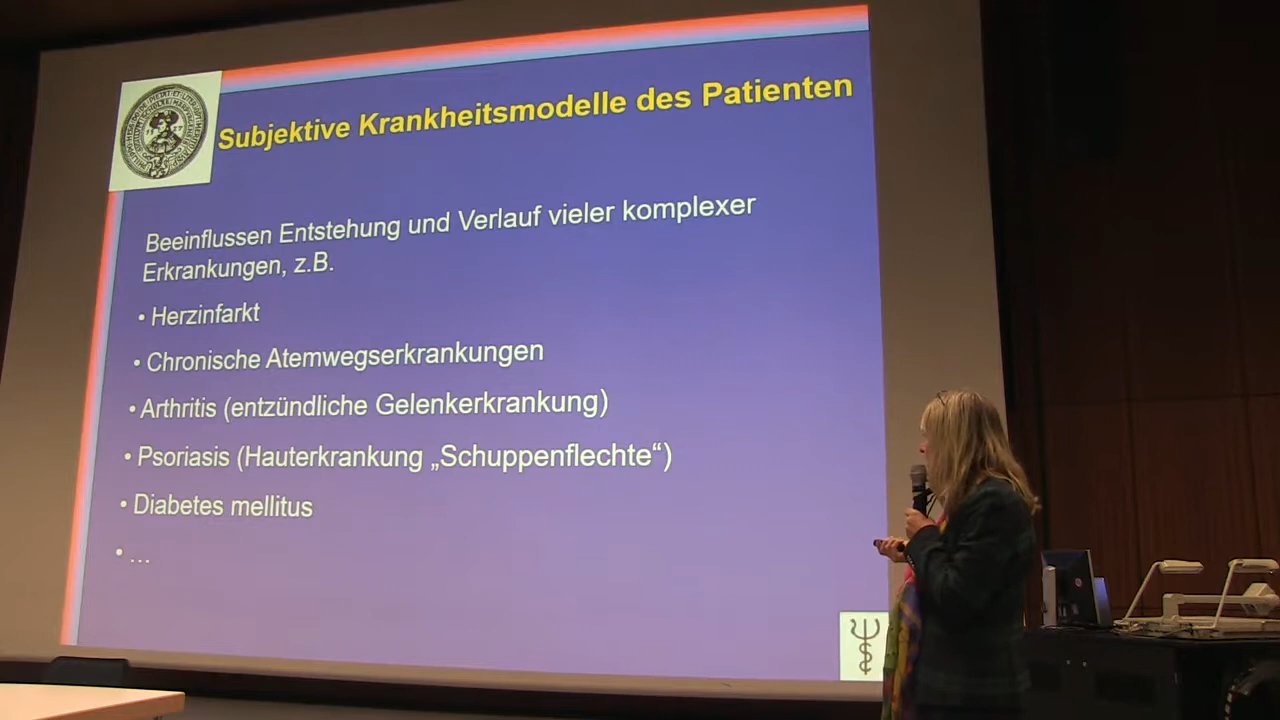 Subjektive Krankheitsmodelle des Patienten
Beeinflussen Entstehung und Verlauf vieler komplexer
Erkrankungen, z.B.
• Herzinfarkt
• Chronische Atemwegserkrankungen
• Arthritis (entzündliche Gelenkerkrankung)
• Psoriasis (Hauterkrankung „Schuppenflechte“)
• Diabetes mellitus
• ...